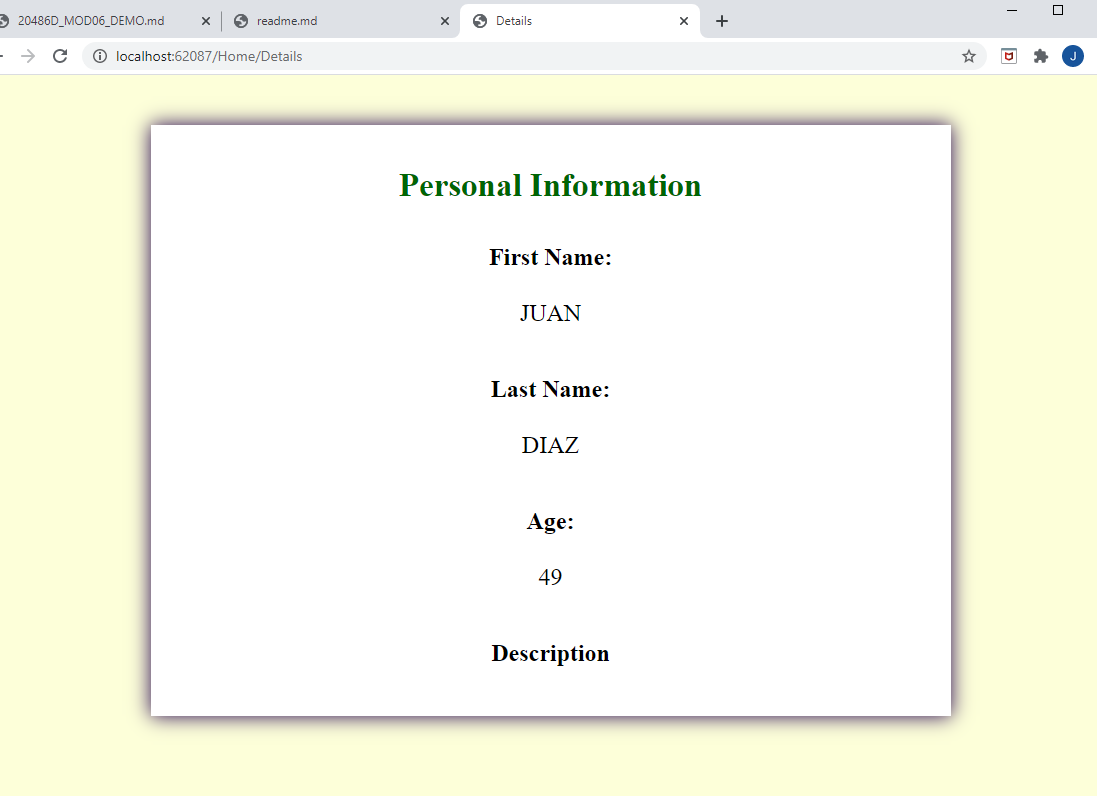 20486D_MOD06_DEMO.md
readme.md
Details
localhost:62087/Home/Details
J
Personal Information
First Name:
JUAN
Last Name:
DIAZ
Age:
49
Description